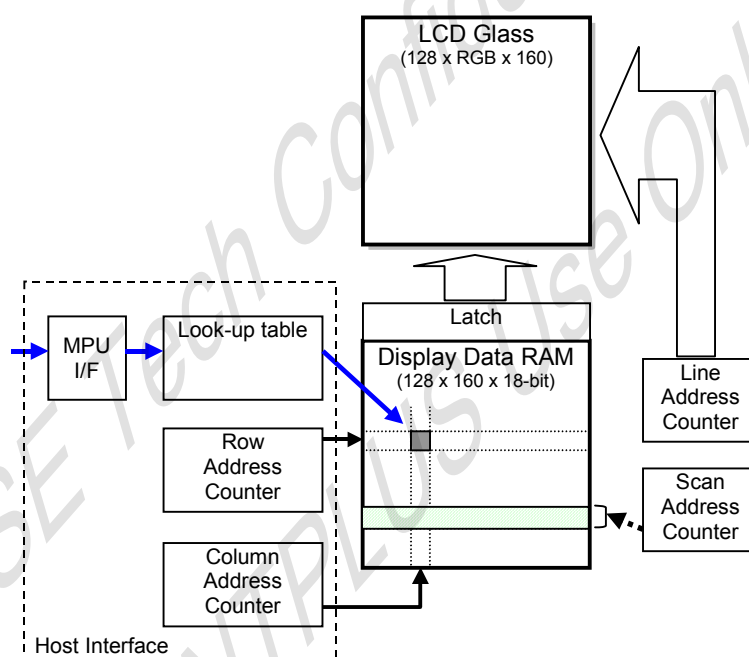 LCD Glass
(128 x RGB x 160)
Latch
MPU
I/F
Look-up table
Display Data RAM
(128 x 160 x 18-bit)
Line
Address
Counter
Row
Address
Counter
Scan
Address
Counter
Column
Address
Counter
Host Interface